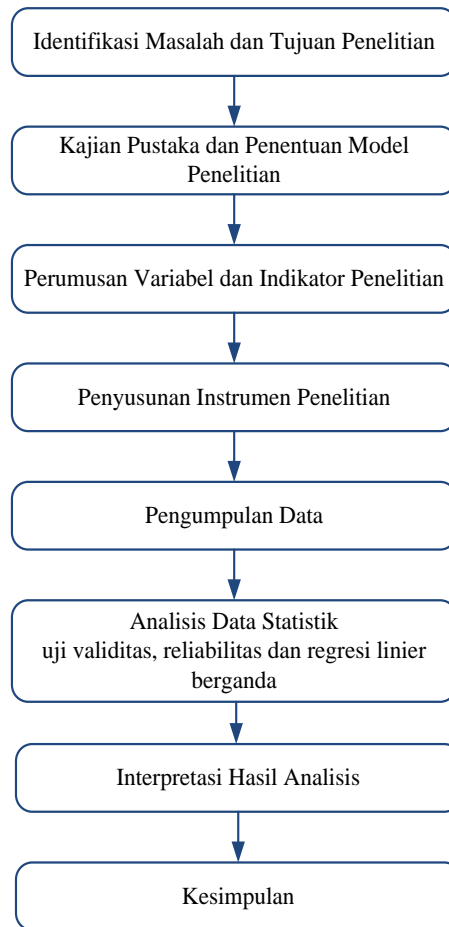 Identifikasi Masalah dan Tujuan Penelitian
Kajian Pustaka dan Penentuan Model
Penelitian
Perumusan Variabel dan Indikator Penelitian
Penyusunan Instrumen Penelitian
Pengumpulan Data
Analisis Data Statistik
uji validitas, reliabilitas dan regresi linier
berganda
Interpretasi Hasil Analisis
Kesimpulan